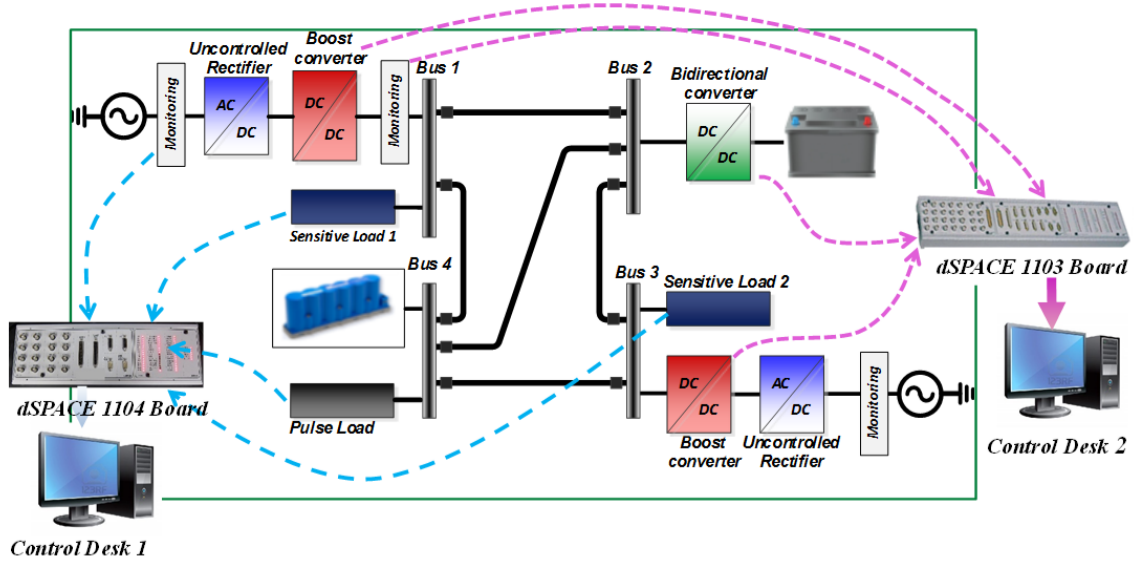 Uncontrolled
Rectifier
Boost
converter
Bus 1
Bus 2
Bidirectional
converter
Monitoring
AC
DC
DC
DC
Monitoring
DC
DC
Sensitive Load 1
dSPACE 1103 Board
Bus 4
Bus 3
Sensitive Load 2
dSPACE 1104 Board
Pulse Load
DC
DC
AC
DC
Monitoring
Boost
converter
Uncontrolled
Rectifier
Control Desk 2
Control Desk 1